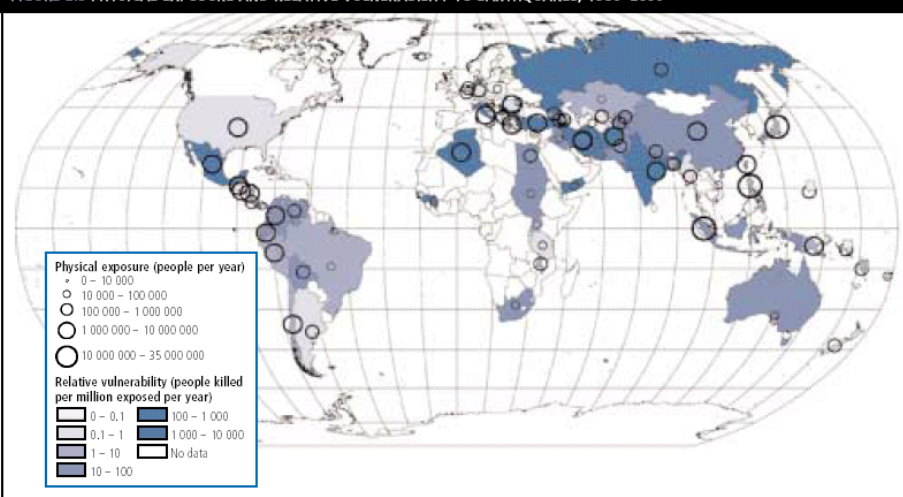 Physical exposure (people per year)
0 – 10 000
10 000 – 100 000
100 000 – 1 000 000
1 000 000 – 10 000 000
10 000 000 – 35 000 000
Relative vulnerability (people killed
per million exposed per year)
0 – 0.1
100 – 1 000
0.1 – 1
1 000 – 10 000
1 – 10
No data
10 – 100